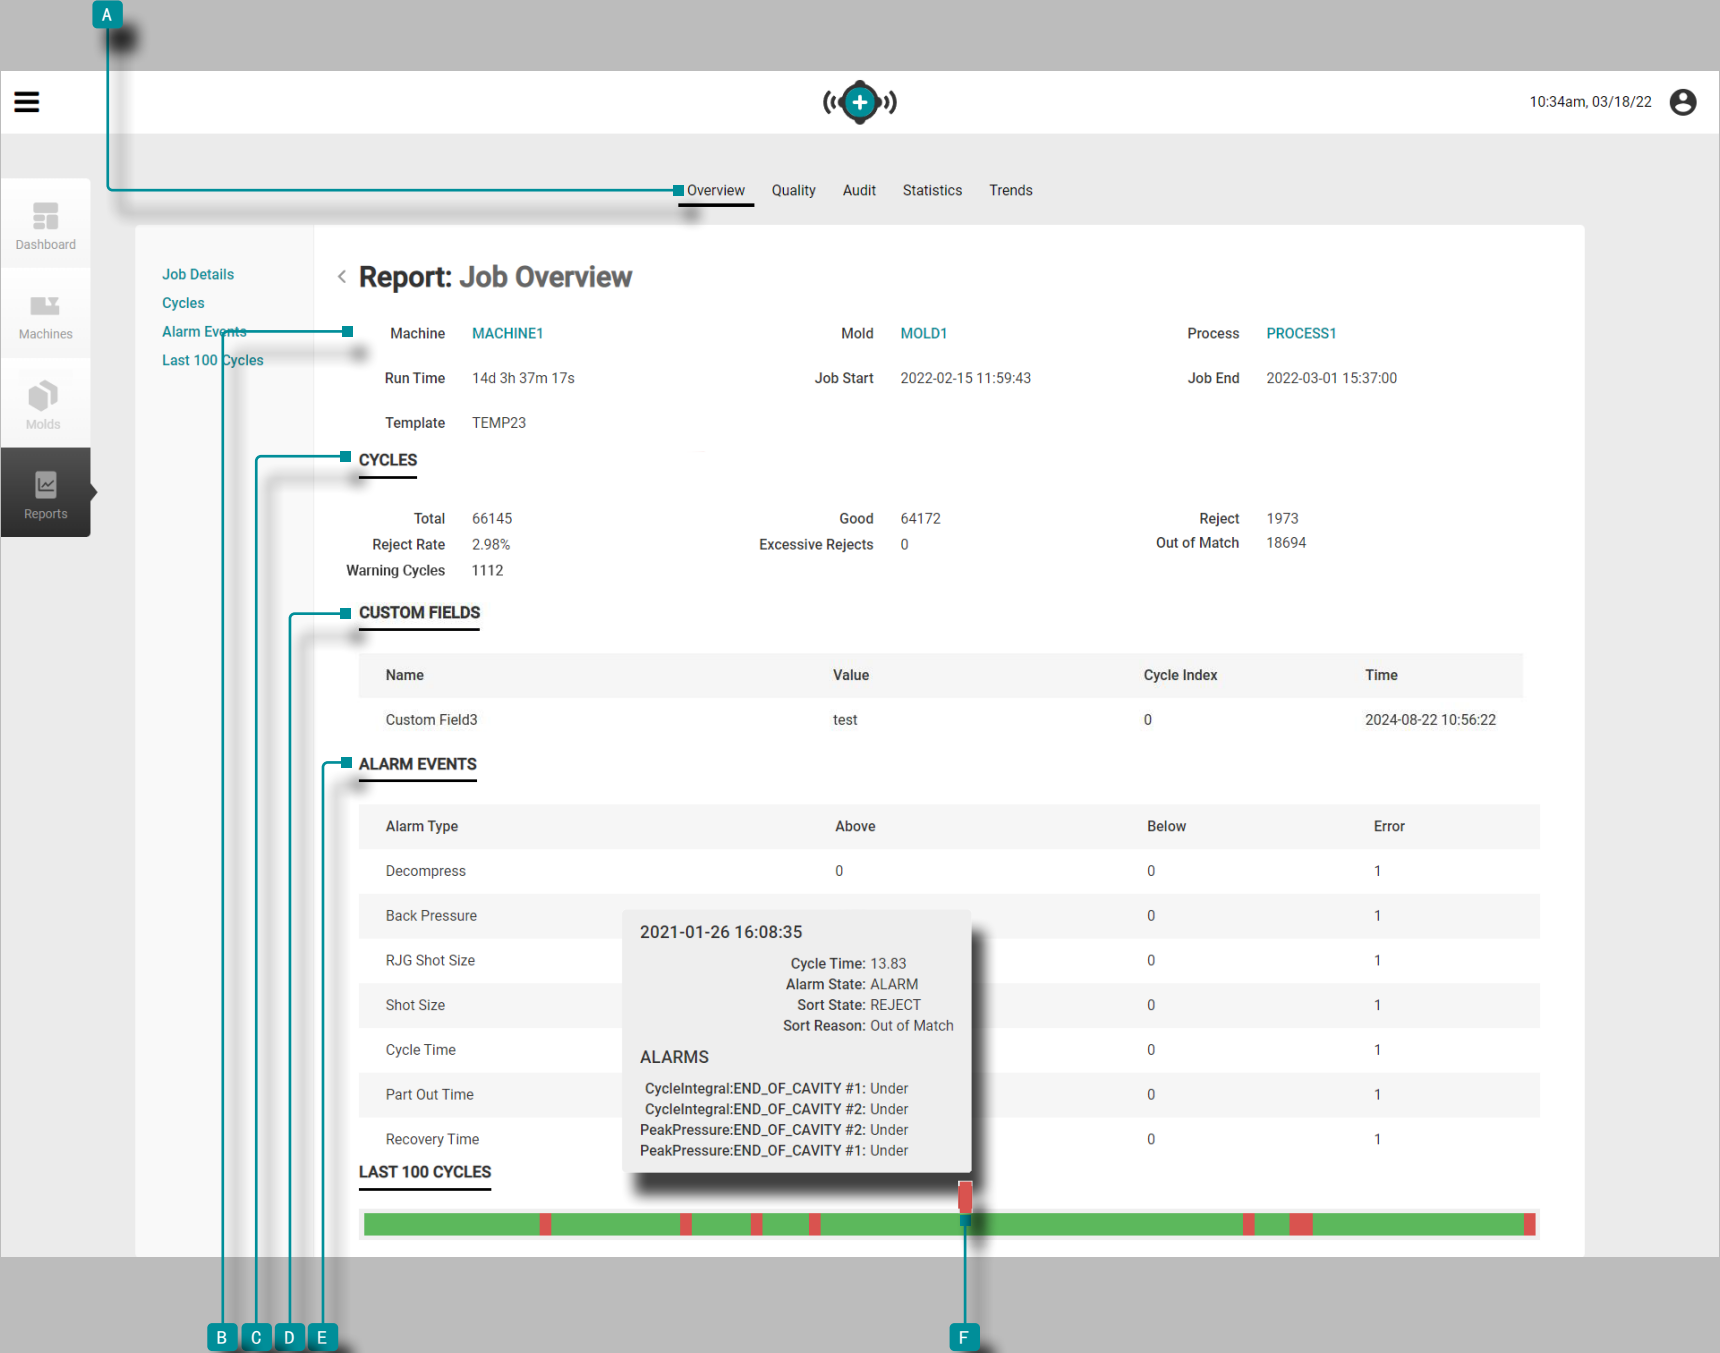 A
10:34am, 03/18/22
Overview Quality Audit Statistics Trends
Dashboard
Machines
Molds
Reports
Job Details
Cycles
Alarm Events
Last 100 Cycles
Report: Job Overview
Machine MACHINE1 Mold MOLD1 Process PROCESS1
Run Time 14d 3h 37m 17s Job Start 2022-02-15 11:59:43 Job End 2022-03-01 15:37:00
Template TEMP23
CYCLES
Total 66145 Good 64172 Reject 1973
Reject Rate 2.98% Excessive Rejects 0 Out of Match 18694
Warning Cycles 1112
CUSTOM FIELDS
Name Value Cycle Index Time
Custom Field3 test 0 2024-08-22 10:56:22
ALARM EVENTS
Alarm Type Above Below Error
Decompress 0 0 1
Back Pressure 0 1
RJG Shot Size 0 1
Shot Size 0 1
Cycle Time 0 1
Part Out Time 0 1
Recovery Time 0 1
2021-01-26 16:08:35
Cycle Time: 13.83
Alarm State: ALARM
Sort State: REJECT
Sort Reason: Out of Match
ALARMS
CycleIntegral:END_OF_CAVITY #1: Under
CycleIntegral:END_OF_CAVITY #2: Under
PeakPressure:END_OF_CAVITY #2: Under
PeakPressure:END_OF_CAVITY #1: Under
LAST 100 CYCLES
B C D E F